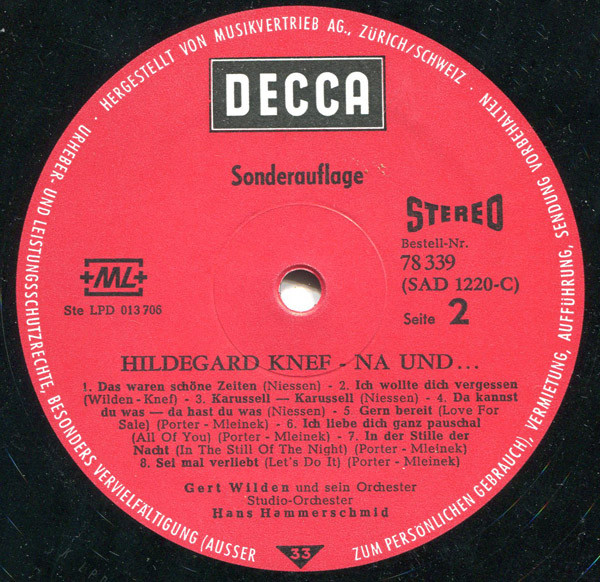 URHEBER- UND LEISTUNGSSCHUTZRECHTE, BESONDERS VERVIELFÄLTIGUNG (AUSSER ZUM PERSÖNLICHEN GEBRAUCH), VERMIETUNG, AUFFÜHRUNG, SENDUNG VORBEHALTEN
· HERGESTELLT VON MUSIKVERTRIEB AG., ZÜRICH/SCHWEIZ ·
DECCA
Sonderauflage
STEREO
Bestell-Nr.
78 339
(SAD 1220-C)
Seite 2
+ML+
Ste LPD 013 705
HILDEGARD KNEF - NA UND...
1. Das waren schöne Zeiten (Niessen) - 2. Ich wollte dich vergessen
(Wilden - Knef) - 3. Karussell — Karussell (Niessen) - 4. Da kannst
du was — da hast du was (Niessen) - 5 Gern bereit (Love For
Sale) (Porter - Mleinek) - 6. Ich liebe dich ganz pauschal
(All Of You) (Porter - Mleinek) - 7. In der Stille der
Nacht (In The Still Of The Night) (Porter - Mleinek)
8. Sei mal verliebt (Let's Do It) (Porter - Mleinek)
Gert Wilden und sein Orchester
Studio-Orchester
Hans Hammerschmid
33